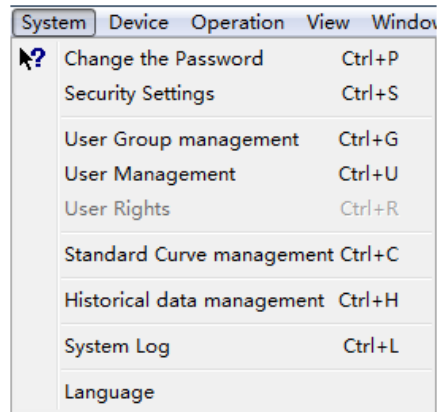 System Device Operation View Window
Change the Password Ctrl+P
Security Settings Ctrl+S
User Group management Ctrl+G
User Management Ctrl+U
User Rights Ctrl+R
Standard Curve management Ctrl+C
Historical data management Ctrl+H
System Log Ctrl+L
Language